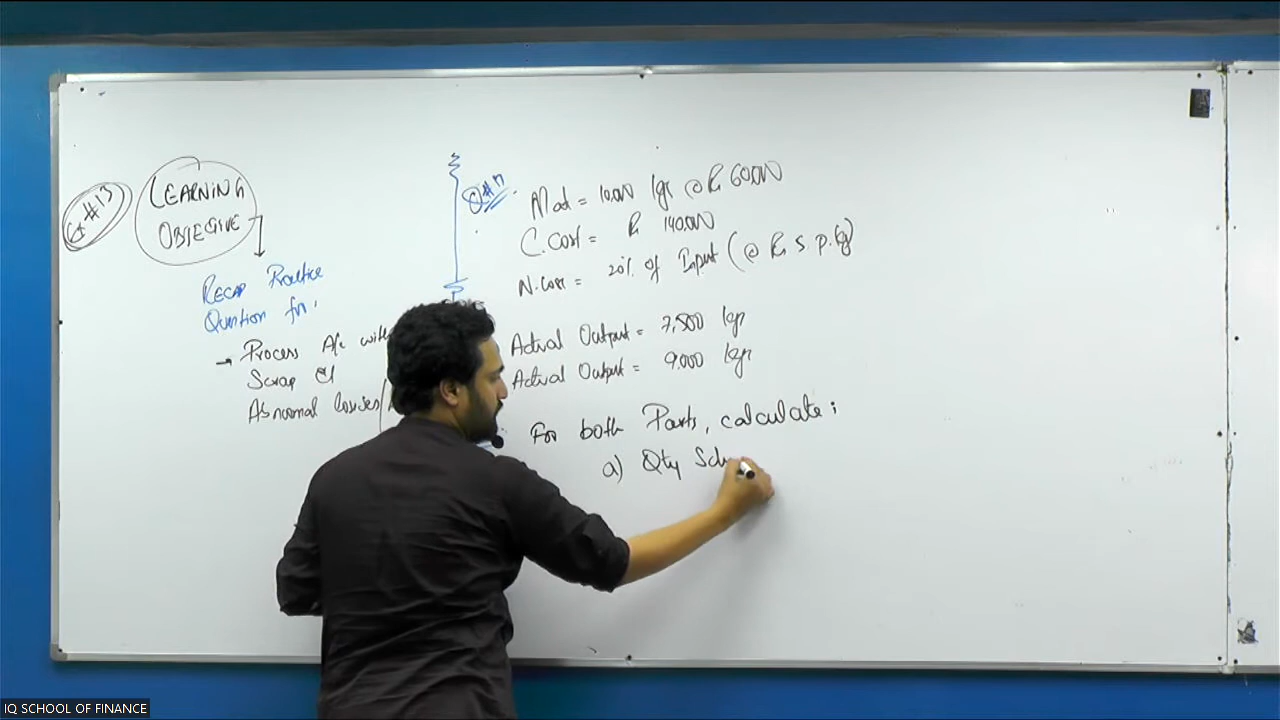 G#13
LEARNING
OBJECTIVE
RECAP Practice
Question for:
→ Process A/c with
Scrap &
Abnormal losses/
Q#7
Mat = 10,000 kgs @ Rs 60,000
C.Cost = Rs 140,000
N.Loss = 20% of Input (@ Rs 5 p.kg)
Actual Output = 7,500 kgs
Actual Output = 9,000 kgs
For both Parts, calculate:
a) Qty Sch
IQ SCHOOL OF FINANCE